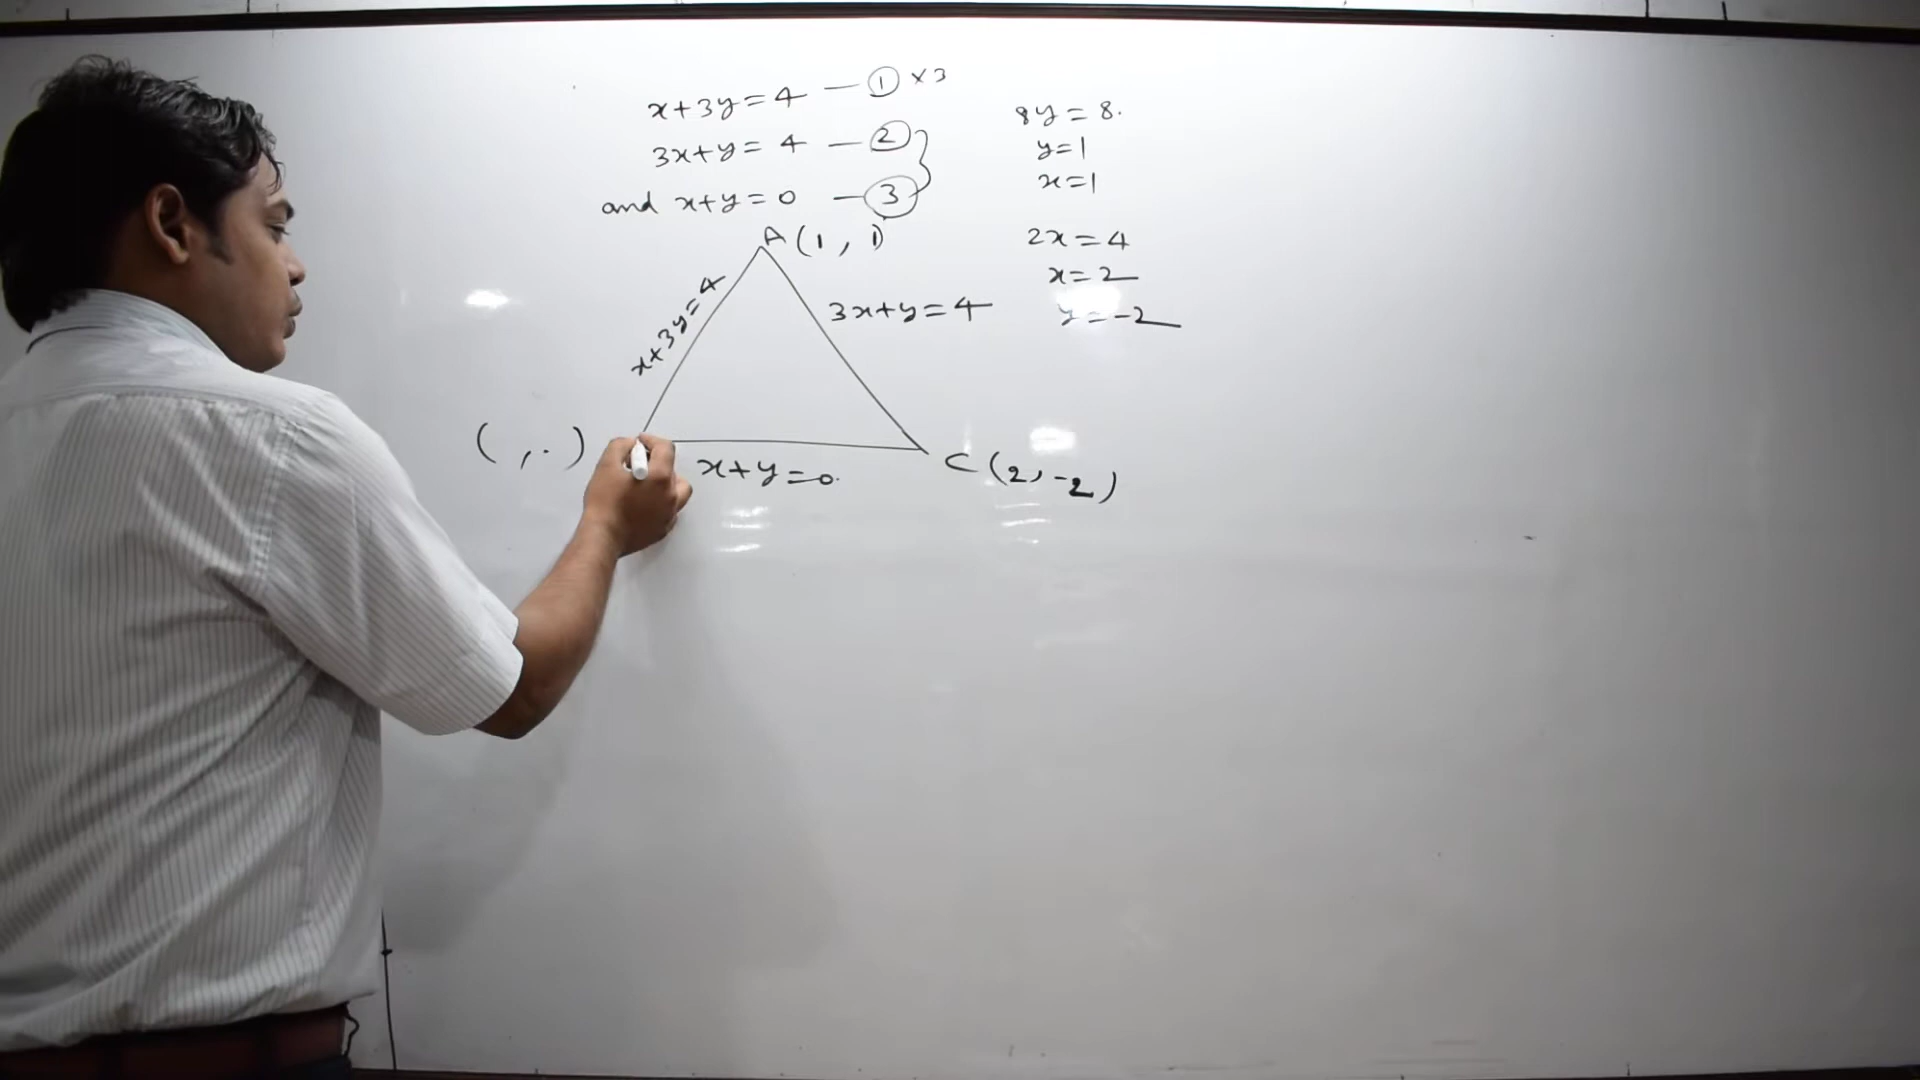 x+3y=4 — ① ×3
3x+y=4 — ②
and x+y=0 — ③
8y=8.
y=1
x=1
2x=4
x=2
y=-2
A(1, 1)
x+3y=4
3x+y=4
( , . )
x+y=0.
C(2, -2)